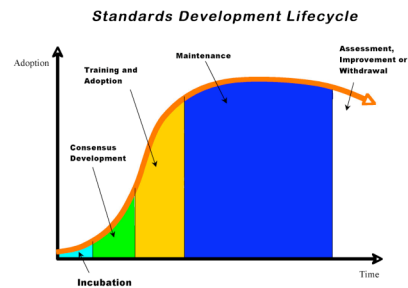 Standards Development Lifecycle
Adoption
Training and
Adoption
Maintenance
Assessment,
Improvement or
Withdrawal
Consensus
Development
Incubation
Time